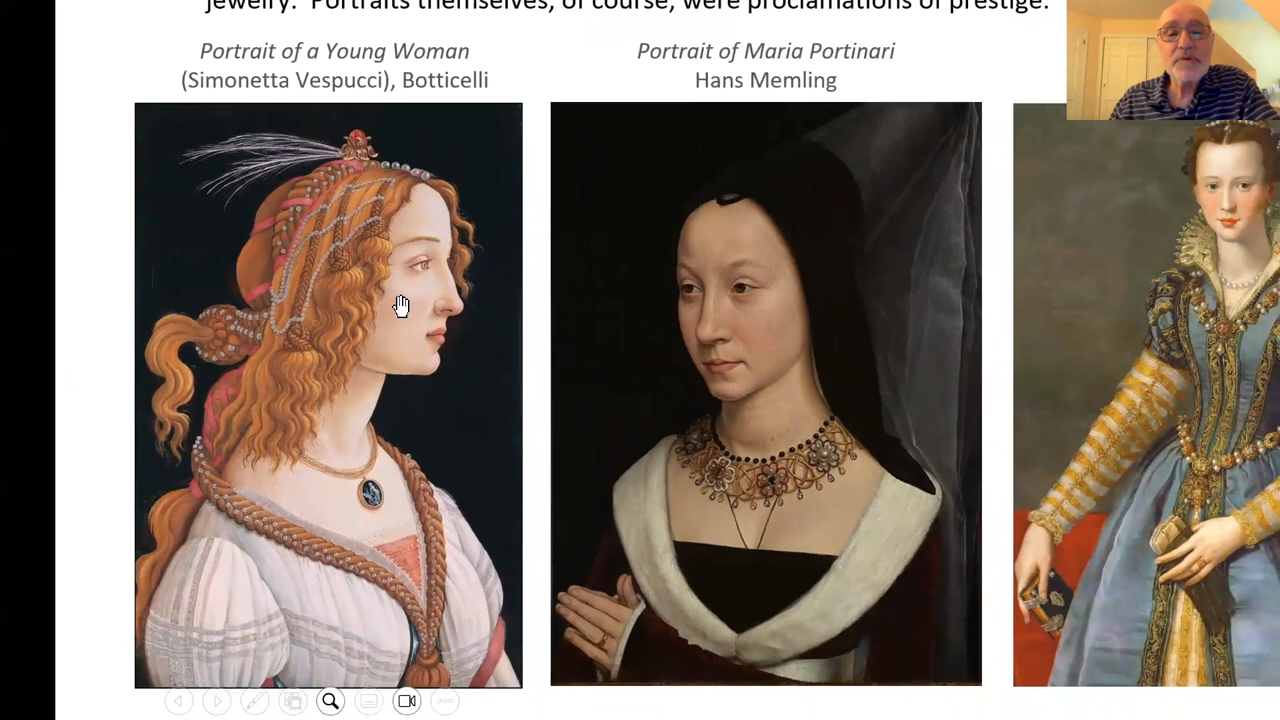 jewelry. Portraits themselves, of course, were proclamations of prestige.
Portrait of a Young Woman
(Simonetta Vespucci), Botticelli
Portrait of Maria Portinari
Hans Memling